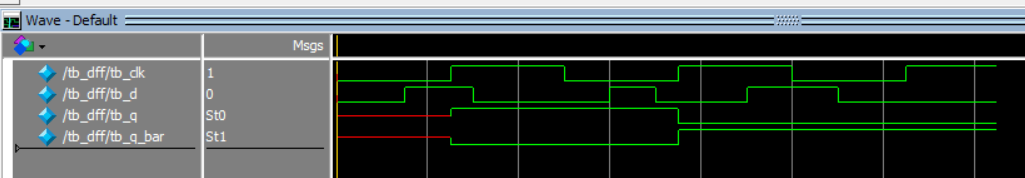 Wave - Default
Msgs
/tb_dff/tb_clk 1
/tb_dff/tb_d 0
/tb_dff/tb_q St0
/tb_dff/tb_q_bar St1